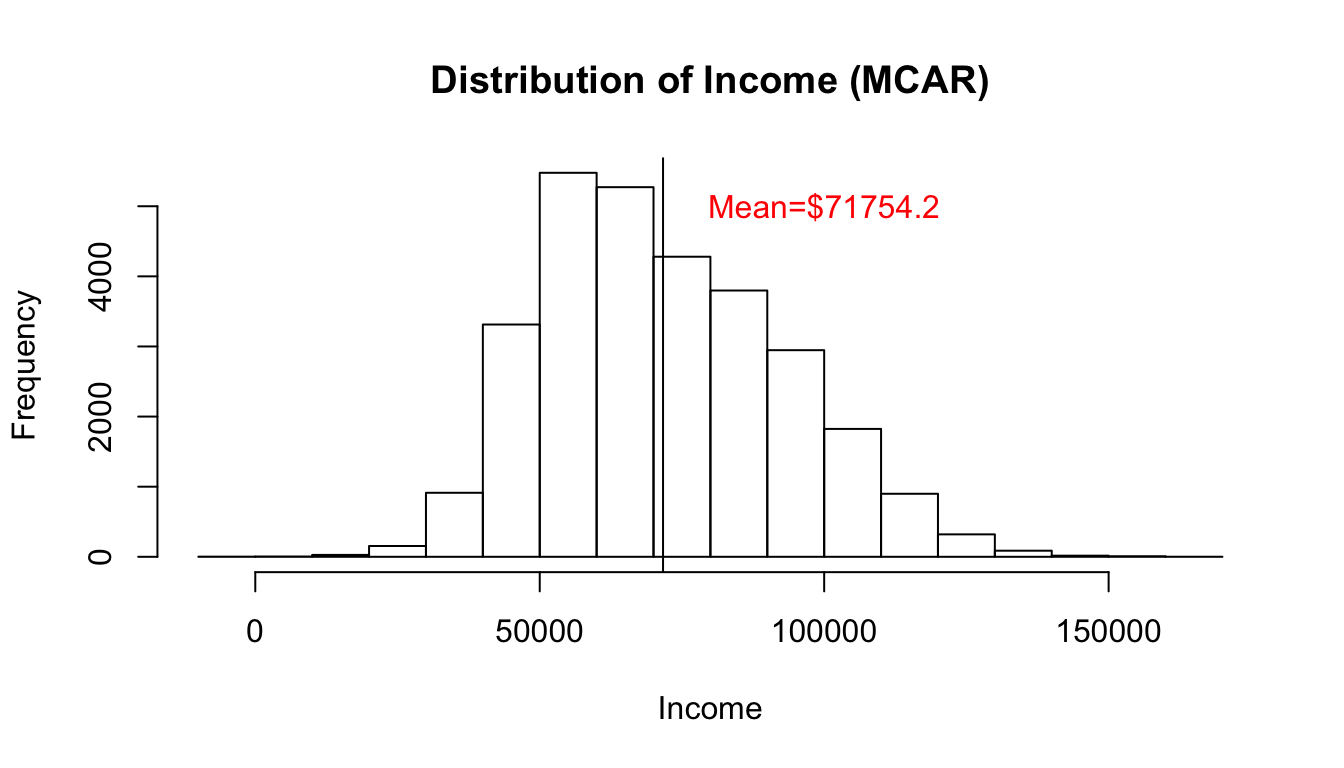 Distribution of Income (MCAR)
Mean=$71754.2
Frequency
4000
2000
0
0 50000 100000 150000
Income